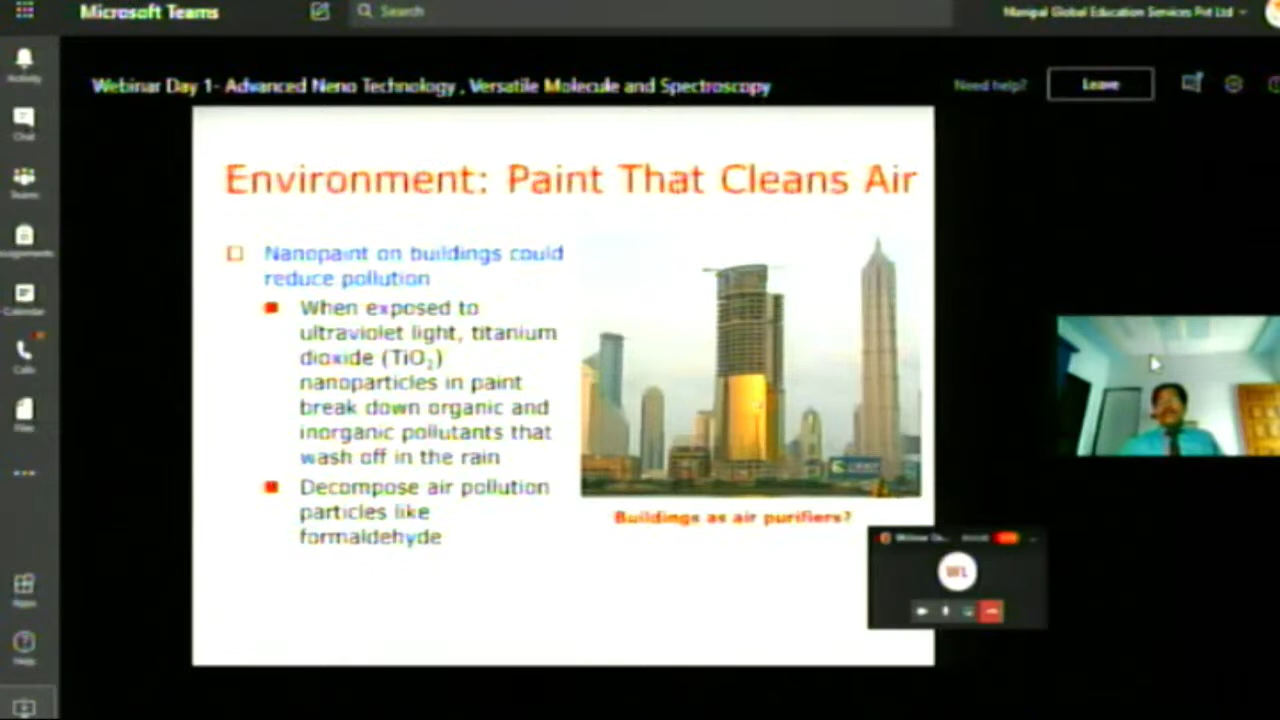 Microsoft Teams
Search
Manipal Global Education Services Pvt Ltd
Activity
Webinar Day 1- Advanced Neno Technology , Versatile Molecule and Spectroscopy
Need help?
Leave
Chat
Teams
Assignments
Calendar
Calls
Files
Apps
Help
Environment: Paint That Cleans Air
Nanopaint on buildings could
reduce pollution
When exposed to
ultraviolet light, titanium
dioxide (TiO₂)
nanoparticles in paint
break down organic and
inorganic pollutants that
wash off in the rain
Decompose air pollution
particles like
formaldehyde
Buildings as air purifiers?
WL